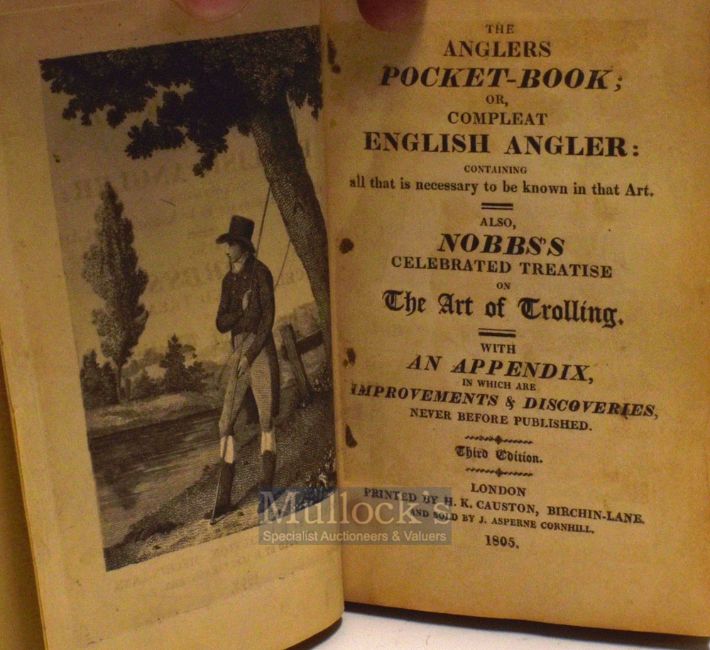 THE
ANGLERS
POCKET-BOOK;
OR,
COMPLEAT
ENGLISH ANGLER:
CONTAINING
all that is necessary to be known in that Art.
ALSO,
NOBBS'S
CELEBRATED TREATISE
ON
The Art of Trolling.
WITH
AN APPENDIX,
IN WHICH ARE
IMPROVEMENTS & DISCOVERIES,
NEVER BEFORE PUBLISHED.
Third Edition.
LONDON
PRINTED BY H. K. CAUSTON, BIRCHIN-LANE.
AND SOLD BY J. ASPERNE CORNHILL.
1805.
Mullock's
Specialist Auctioneers & Valuers